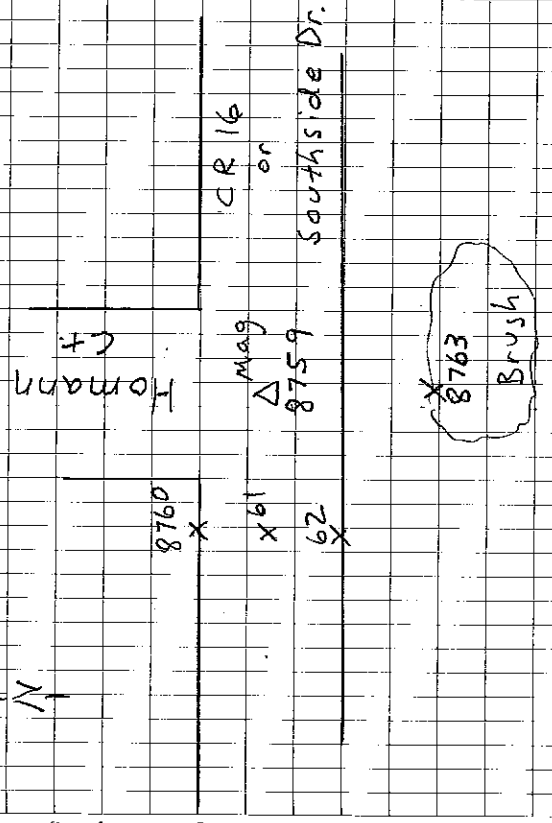 CR 16
or
Southside Dr.
Homann
Ct
Mag
8759
8760
61
62
8763
Brush
N